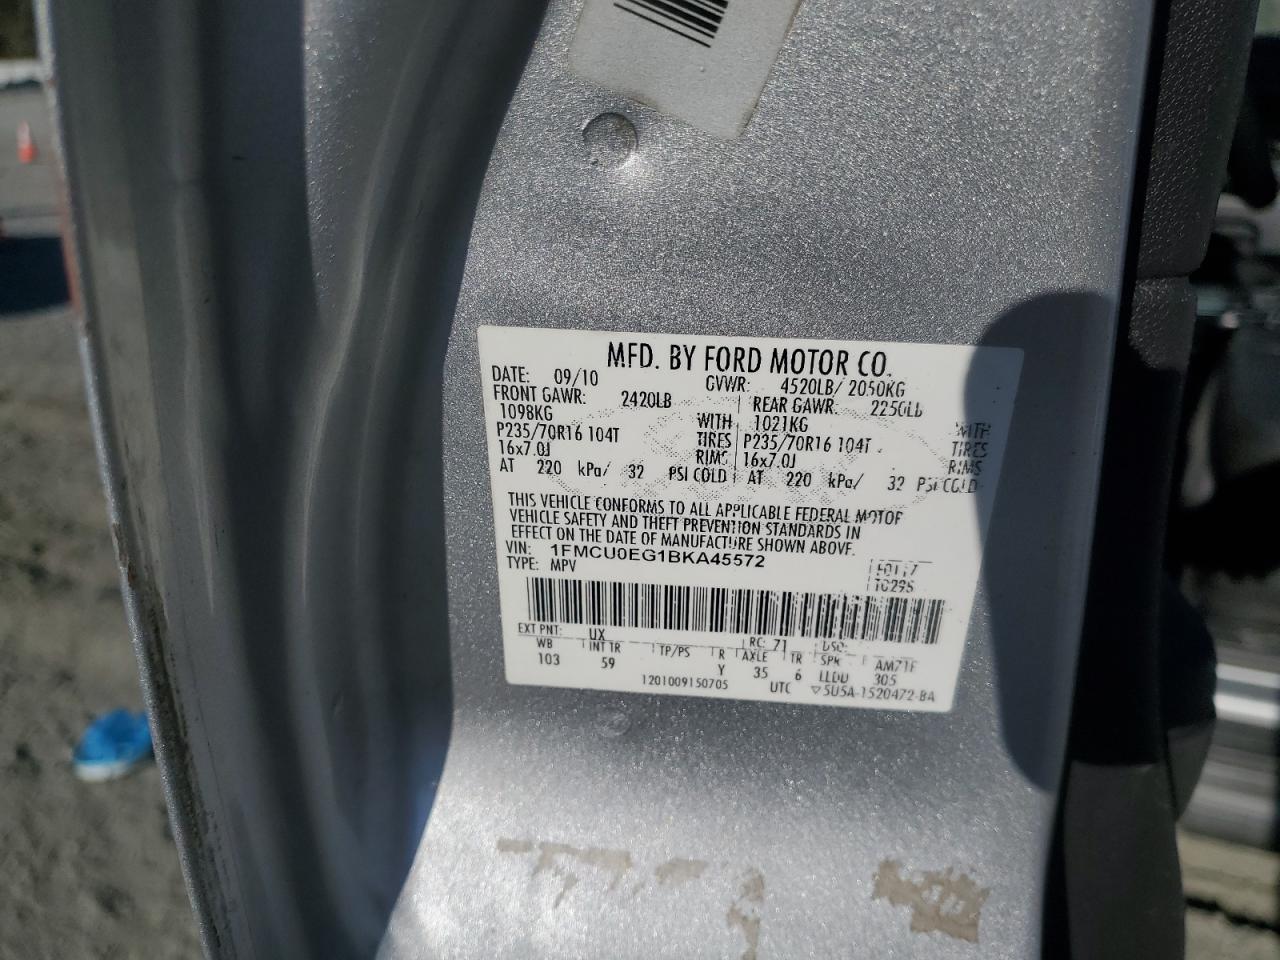 MFD. BY FORD MOTOR CO.
DATE: 09/10 GVWR: 4520LB/ 2050KG
FRONT GAWR: 2420LB REAR GAWR: 2250LB
1098KG WITH 1021KG WITH
P235/70R16 104T TIRES P235/70R16 104T TIRES
16x7.0J RIMS 16x7.0J RIMS
AT 220 kPa/ 32 PSI COLD AT 220 kPa/ 32 PSI COLD
THIS VEHICLE CONFORMS TO ALL APPLICABLE FEDERAL MOTOR
VEHICLE SAFETY AND THEFT PREVENTION STANDARDS IN
EFFECT ON THE DATE OF MANUFACTURE SHOWN ABOVE.
VIN: 1FMCU0EG1BKA45572
TYPE: MPV
EXT PNT: UX RC: 71 DSO:
WB INT TR TP/PS R AXLE TR SPR
103 59 Y 35 6 305
1201009150705 UTC ▽5U5A-1520472-BA